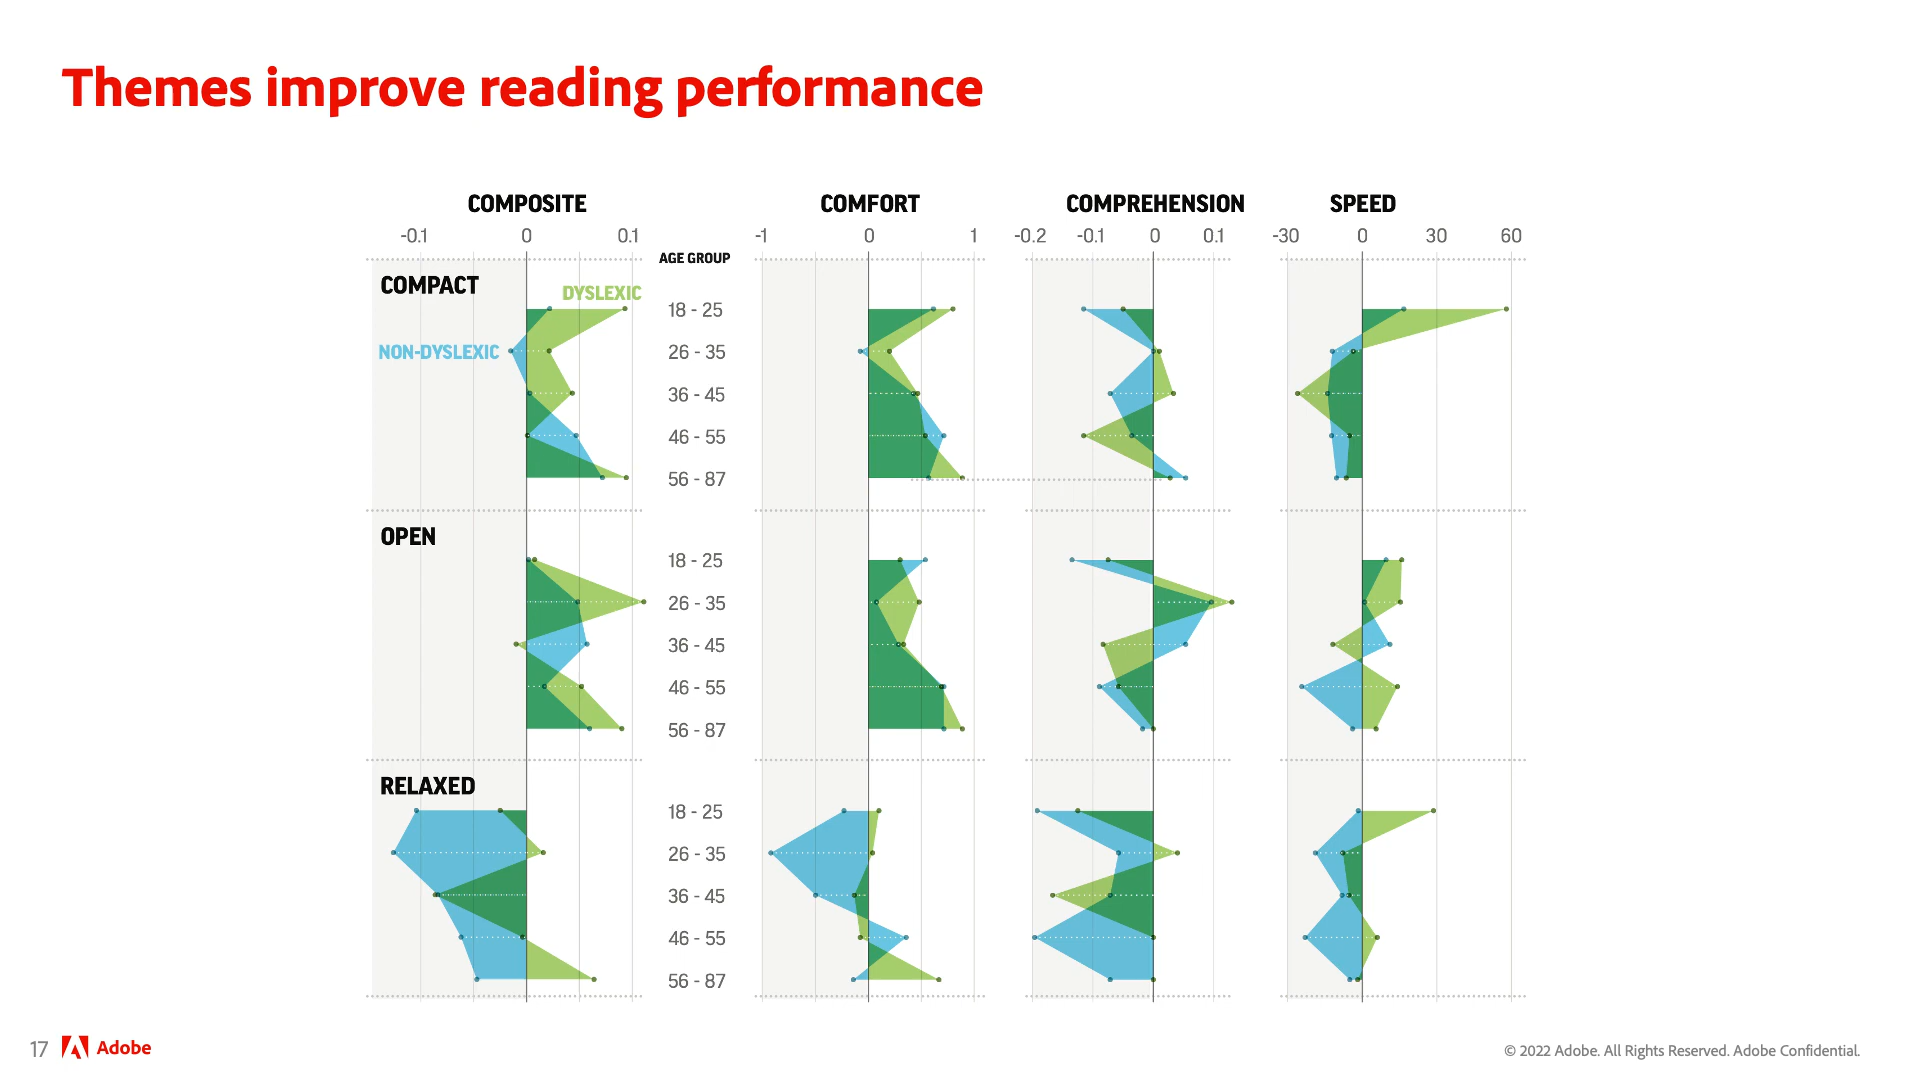 Themes improve reading performance
COMPOSITE
COMFORT
COMPREHENSION
SPEED
-0.1 0 0.1
-1 0 1
-0.2 -0.1 0 0.1
-30 0 30 60
AGE GROUP
COMPACT
DYSLEXIC
NON-DYSLEXIC
18 - 25
26 - 35
36 - 45
46 - 55
56 - 87
OPEN
18 - 25
26 - 35
36 - 45
46 - 55
56 - 87
RELAXED
18 - 25
26 - 35
36 - 45
46 - 55
56 - 87
17 Adobe
© 2022 Adobe. All Rights Reserved. Adobe Confidential.